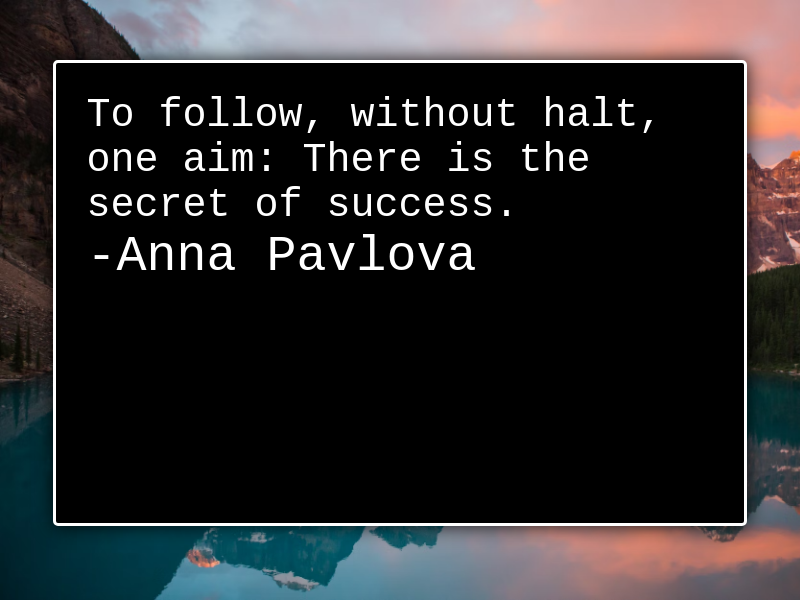 To follow, without halt,
one aim: There is the
secret of success.
-Anna Pavlova